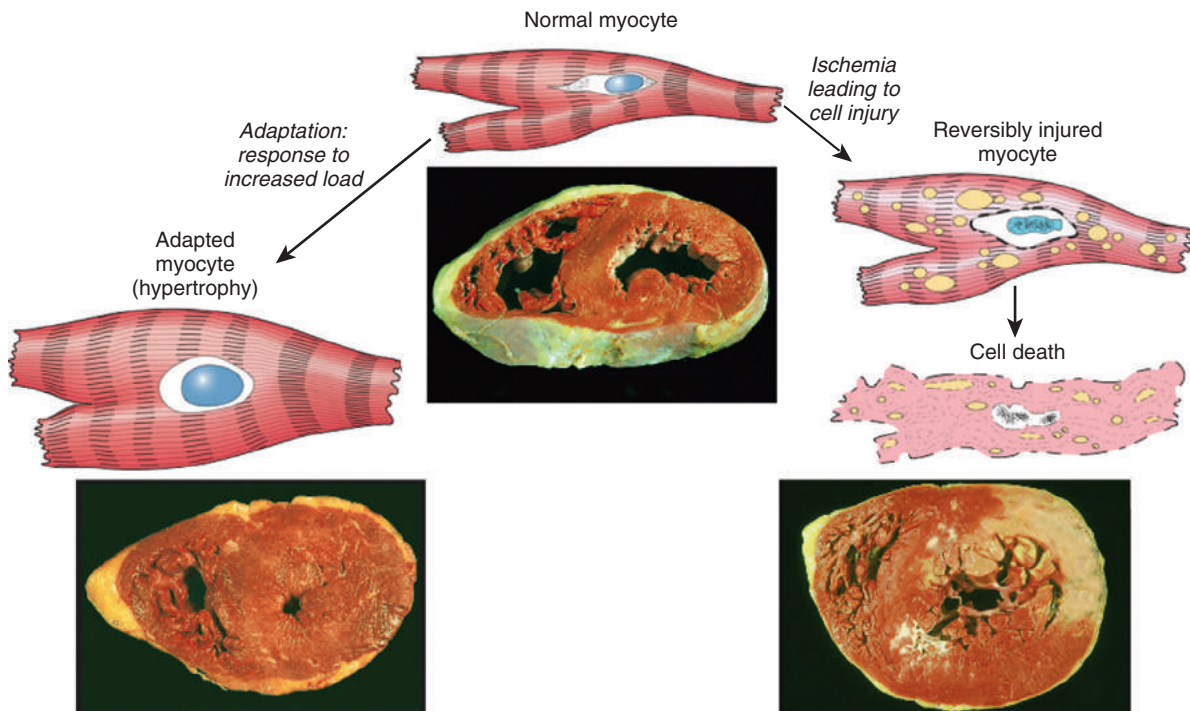 Normal myocyte
Adaptation:
response to
increased load
Ischemia
leading to
cell injury
Reversibly injured
myocyte
Adapted
myocyte
(hypertrophy)
Cell death